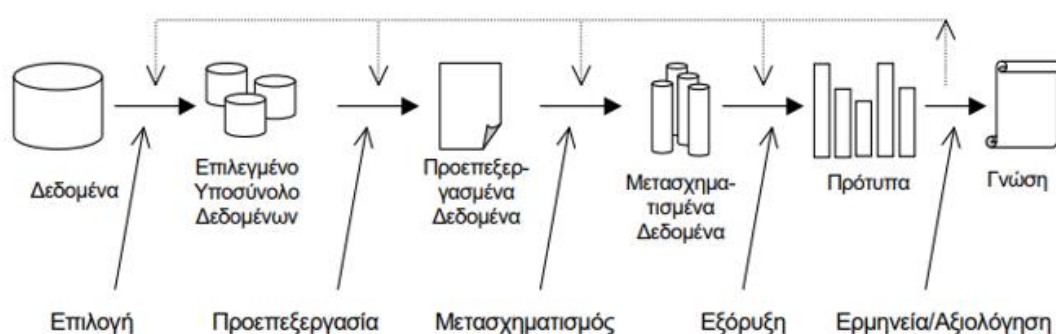 Δεδομένα
Επιλεγμένο
Υποσύνολο
Δεδομένων
Προεπεξερ-
γασμένα
Δεδομένα
Μετασχημα-
τισμένα
Δεδομένα
Πρότυπα
Γνώση
Επιλογή
Προεπεξεργασία
Μετασχηματισμός
Εξόρυξη
Ερμηνεία/Αξιολόγηση